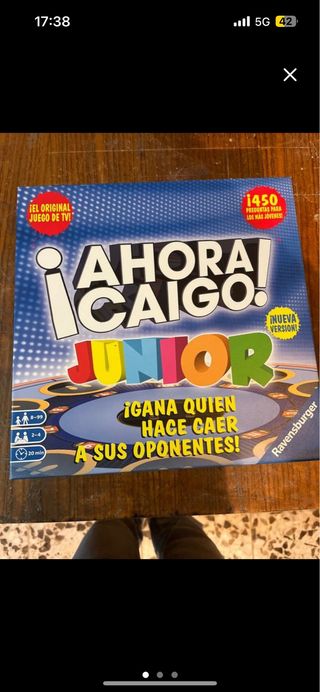 17:38
5G
42
¡EL ORIGINAL
JUEGO DE TV!
¡450
PREGUNTAS PARA
LOS MÁS JÓVENES!
¡AHORA
CAIGO!
JUNIOR
¡NUEVA
VERSIÓN!
¡GANA QUIEN
HACE CAER
A SUS OPONENTES!
8-99
2-4
20 min
Ravensburger